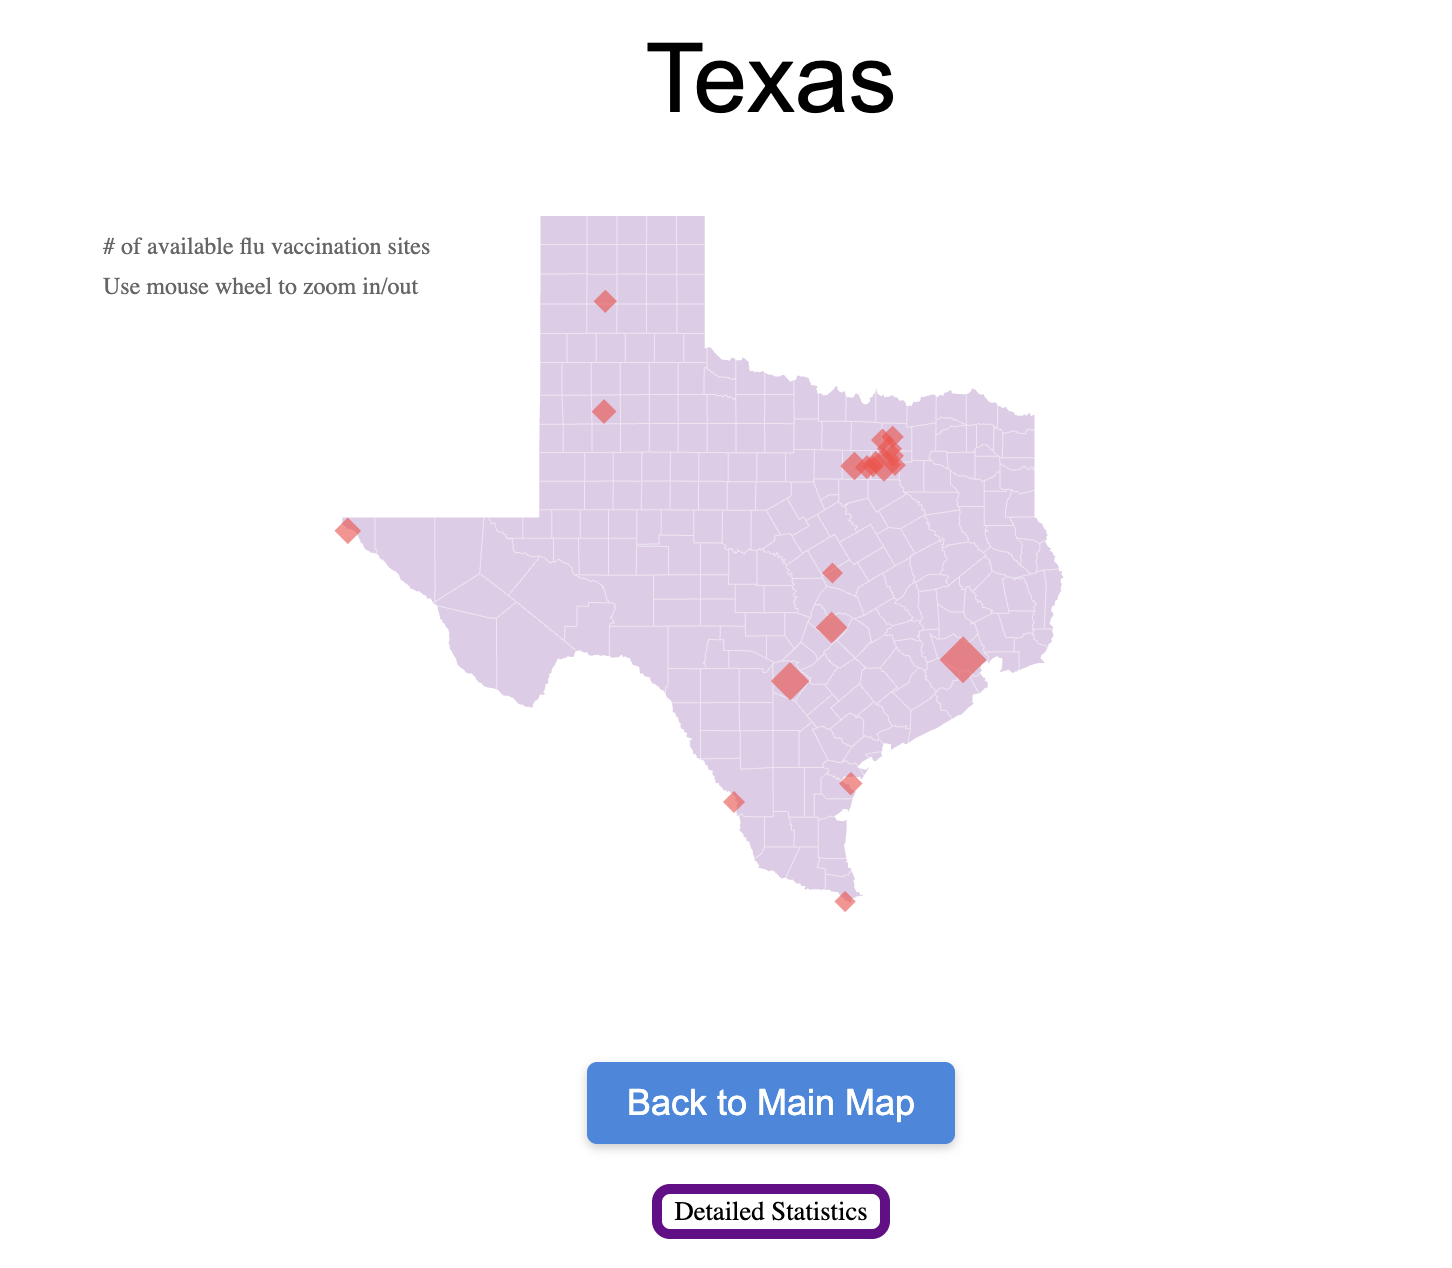 Texas
# of available flu vaccination sites
Use mouse wheel to zoom in/out
Back to Main Map
Detailed Statistics